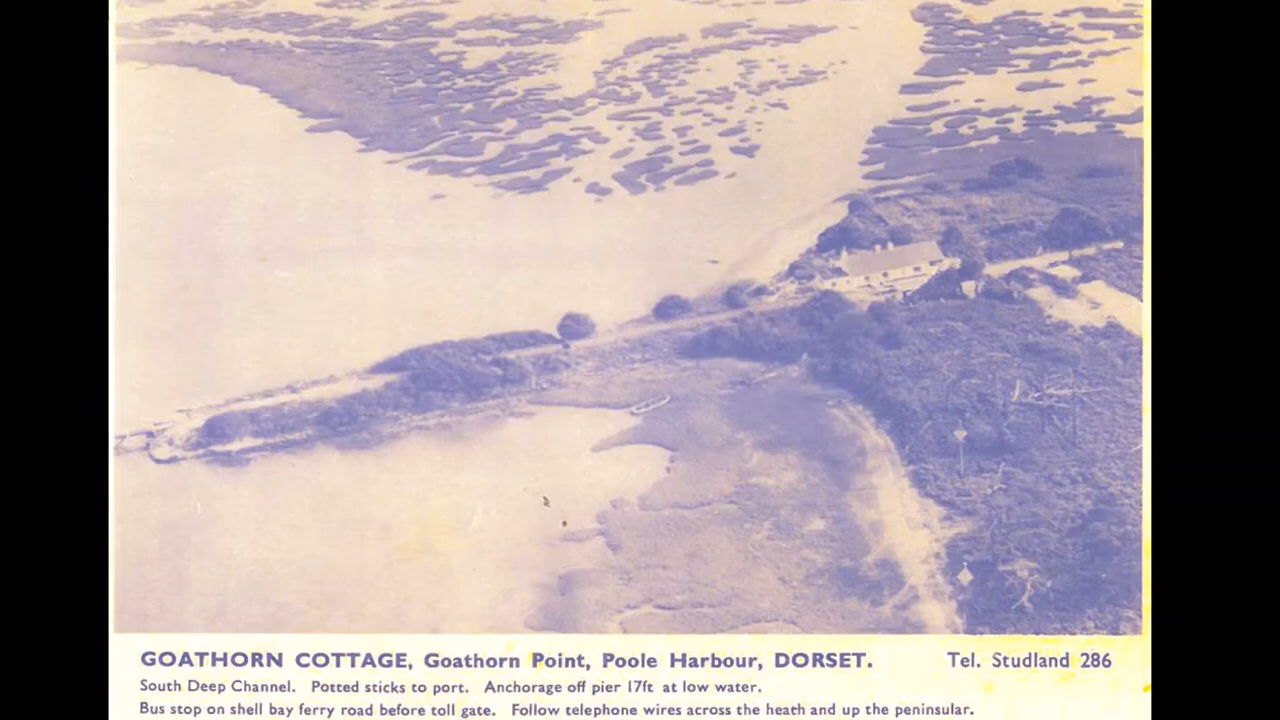 GOATHORN COTTAGE, Goathorn Point, Poole Harbour, DORSET. Tel. Studland 286
South Deep Channel. Potted sticks to port. Anchorage off pier 17ft at low water.
Bus stop on shell bay ferry road before toll gate. Follow telephone wires across the heath and up the peninsular.